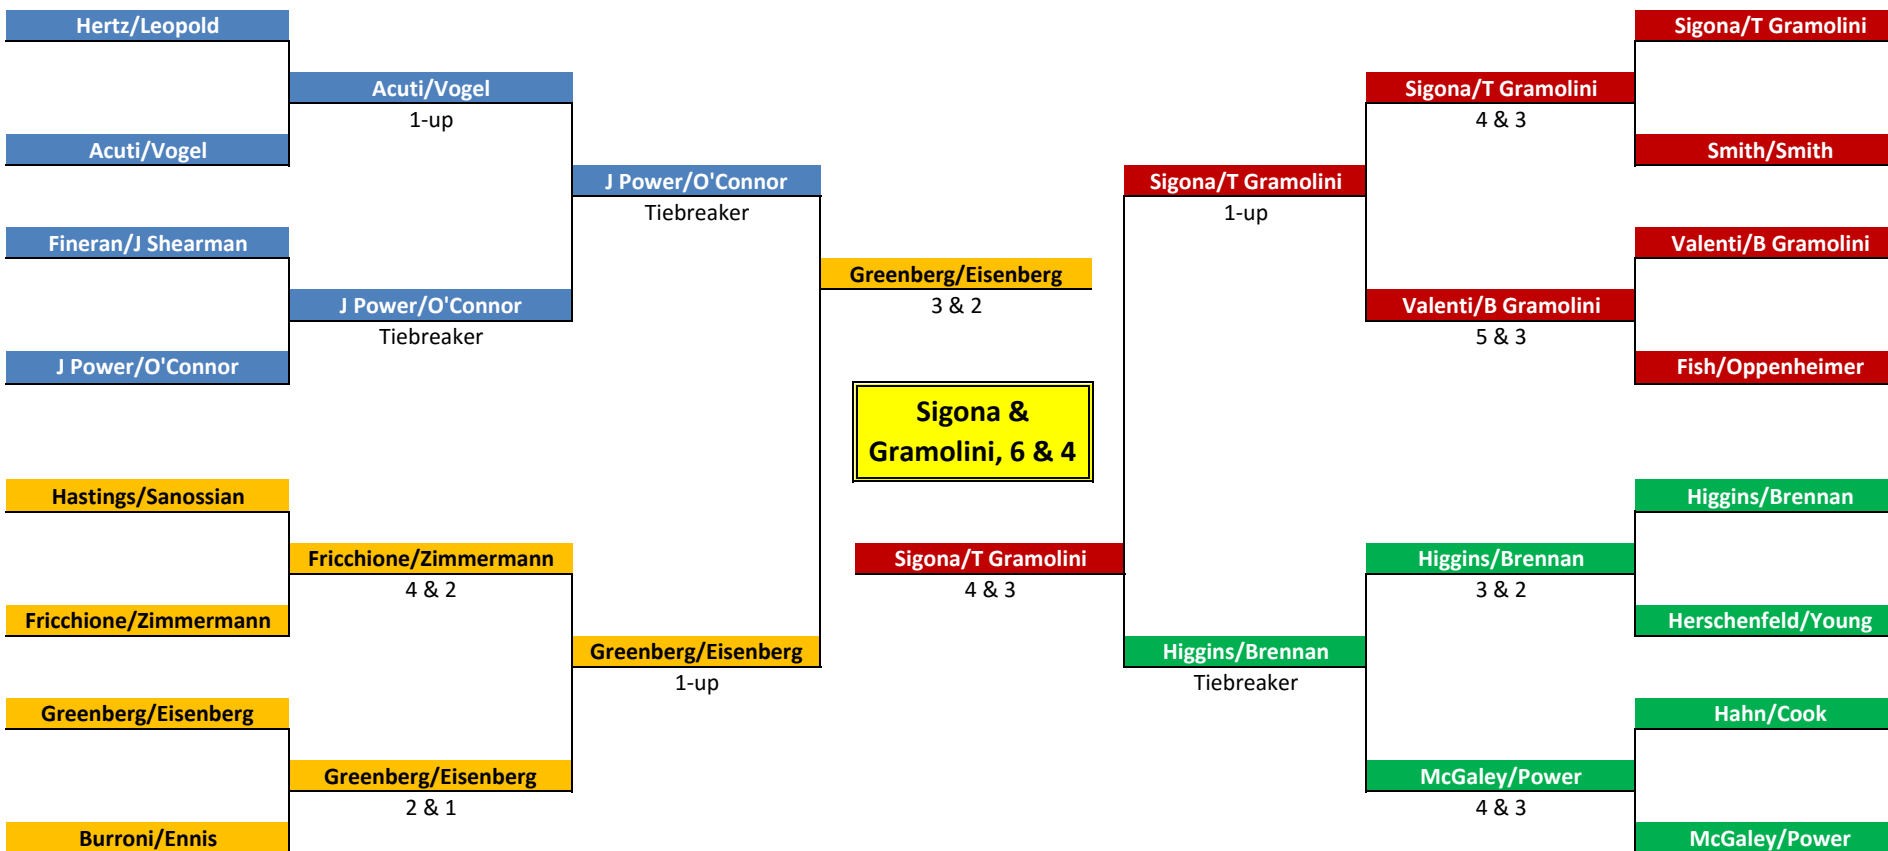 Hertz/Leopold
Sigona/T Gramolini
Acuti/Vogel
Sigona/T Gramolini
1-up
4 & 3
Acuti/Vogel
Smith/Smith
J Power/O'Connor
Sigona/T Gramolini
Tiebreaker
1-up
Fineran/J Shearman
Valenti/B Gramolini
Greenberg/Eisenberg
3 & 2
J Power/O'Connor
Valenti/B Gramolini
Tiebreaker
5 & 3
J Power/O'Connor
Fish/Oppenheimer
Sigona &
Gramolini, 6 & 4
Hastings/Sanossian
Higgins/Brennan
Fricchione/Zimmermann
Sigona/T Gramolini
Higgins/Brennan
4 & 2
4 & 3
3 & 2
Fricchione/Zimmermann
Herschenfeld/Young
Greenberg/Eisenberg
Higgins/Brennan
1-up
Tiebreaker
Greenberg/Eisenberg
Hahn/Cook
Greenberg/Eisenberg
McGaley/Power
2 & 1
4 & 3
Burroni/Ennis
McGaley/Power